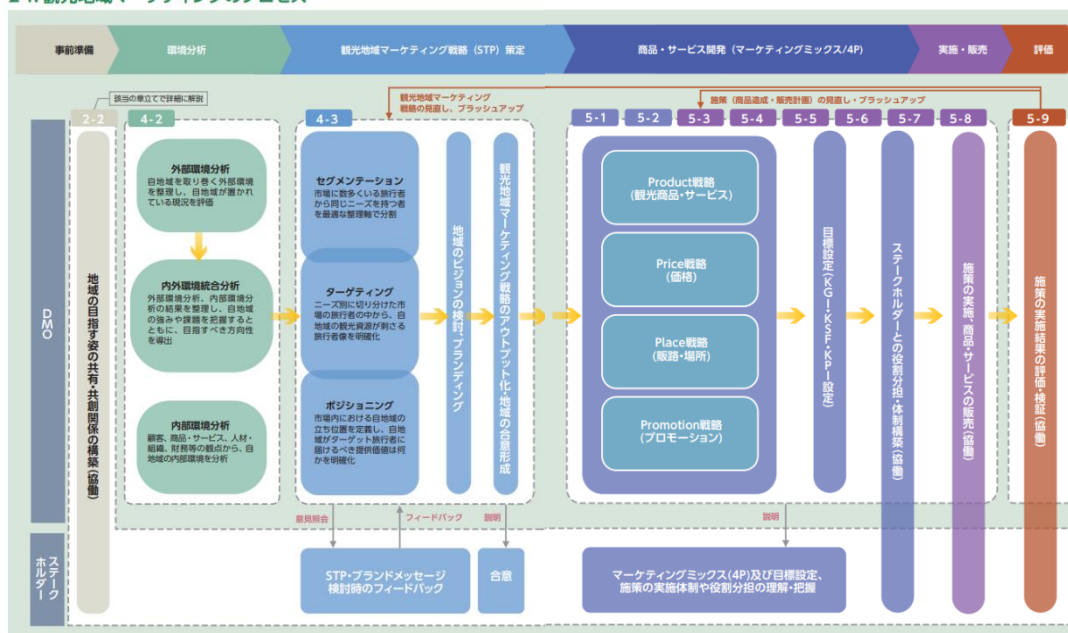 2-1. 観光地域マーケティングのプロセス
事前準備
環境分析
観光地域マーケティング戦略（STP）策定
商品・サービス開発（マーケティングミックス/4P）
実施・販売
評価
該当の章立てで詳細に解説
観光地域マーケティング
戦略の見直し、ブラッシュアップ
施策（商品造成・販売計画）の見直し・ブラッシュアップ
2-2
4-2
4-3
5-1
5-2
5-3
5-4
5-5
5-6
5-7
5-8
5-9
DMO
地域の目指す姿の共有・共創関係の構築（協働）
外部環境分析
自地域を取り巻く外部環境
を整理し、自地域が置かれ
ている現況を評価
内外環境統合分析
外部環境分析、内部環境分
析の結果を整理し、自地域
の強みや課題を把握すると
ともに、目指すべき方向性
を導出
内部環境分析
顧客、商品・サービス、人材・
組織、財務等の観点から、自
地域の内部環境を分析
セグメンテーション
市場に数多くいる旅行者
から同じニーズを持つ者
を最適な整理軸で分割
ターゲティング
ニーズ別に切り分けた市
場の旅行者の中から、自
地域の観光資源が刺さる
旅行者像を明確化
ポジショニング
市場内における自地域の
立ち位置を定義し、自地
域がターゲット旅行者に
届けるべき提供価値は何
かを明確化
地域のビジョンの検討、ブランディング
観光地域マーケティング戦略のアウトプット化・地域の合意形成
Product戦略
（観光商品・サービス）
Price戦略
（価格）
Place戦略
（販路・場所）
Promotion戦略
（プロモーション）
目標設定（KGI・KSF・KPI設定）
ステークホルダーとの役割分担・体制構築（協働）
施策の実施、商品・サービスの販売（協働）
施策の実施結果の評価・検証（協働）
意見照会
フィードバック
説明
説明
ステーク
ホルダー
STP・ブランドメッセージ
検討時のフィードバック
合意
マーケティングミックス(4P)及び目標設定、
施策の実施体制や役割分担の理解・把握